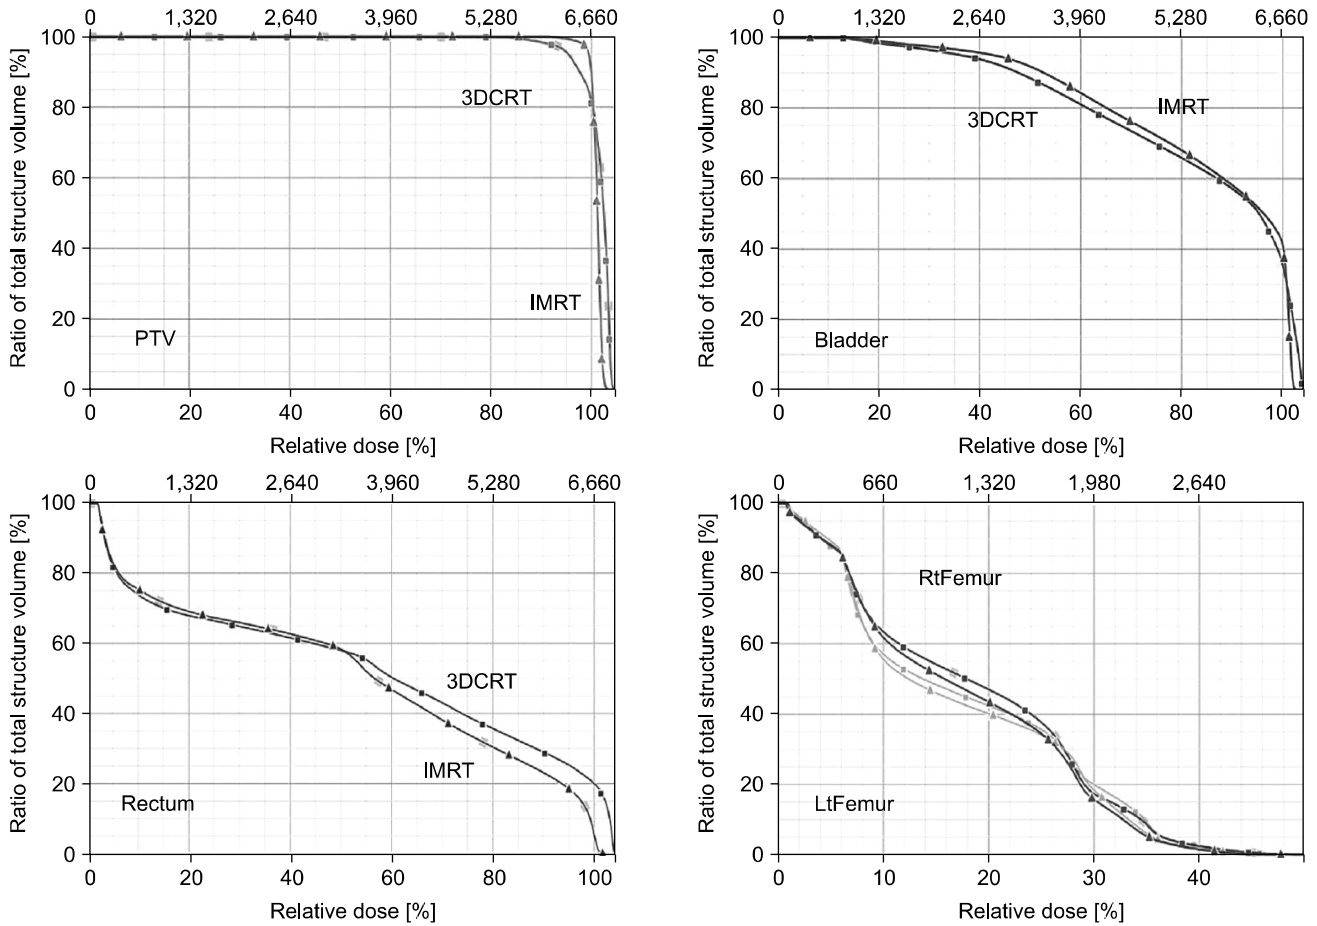 0 1,320 2,640 3,960 5,280 6,660
Ratio of total structure volume [%]
100
80
60
40
20
0
3DCRT
IMRT
PTV
0 20 40 60 80 100
Relative dose [%]
0 1,320 2,640 3,960 5,280 6,660
Ratio of total structure volume [%]
100
80
60
40
20
0
IMRT
3DCRT
Bladder
0 20 40 60 80 100
Relative dose [%]
0 1,320 2,640 3,960 5,280 6,660
Ratio of total structure volume [%]
100
80
60
40
20
0
3DCRT
IMRT
Rectum
0 20 40 60 80 100
Relative dose [%]
0 660 1,320 1,980 2,640
Ratio of total structure volume [%]
100
80
60
40
20
0
RtFemur
LtFemur
0 10 20 30 40
Relative dose [%]